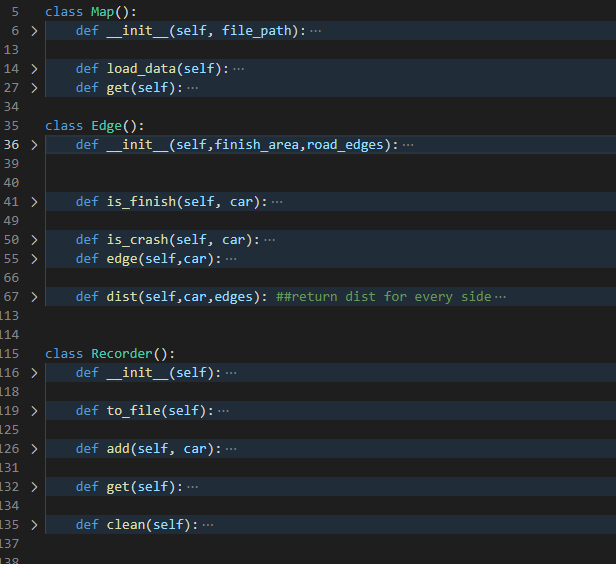 5 class Map():
6 > def __init__(self, file_path): ···
13
14 > def load_data(self): ···
27 > def get(self): ···
34
35 class Edge():
36 > def __init__(self,finish_area,road_edges): ···
39
40
41 > def is_finish(self, car): ···
49
50 > def is_crash(self, car): ···
55 > def edge(self,car): ···
66
67 > def dist(self,car,edges): ##return dist for every side ···
113
114
115 class Recorder():
116 > def __init__(self): ···
118
119 > def to_file(self): ···
125
126 > def add(self, car): ···
131
132 > def get(self): ···
134
135 > def clean(self): ···
137
138